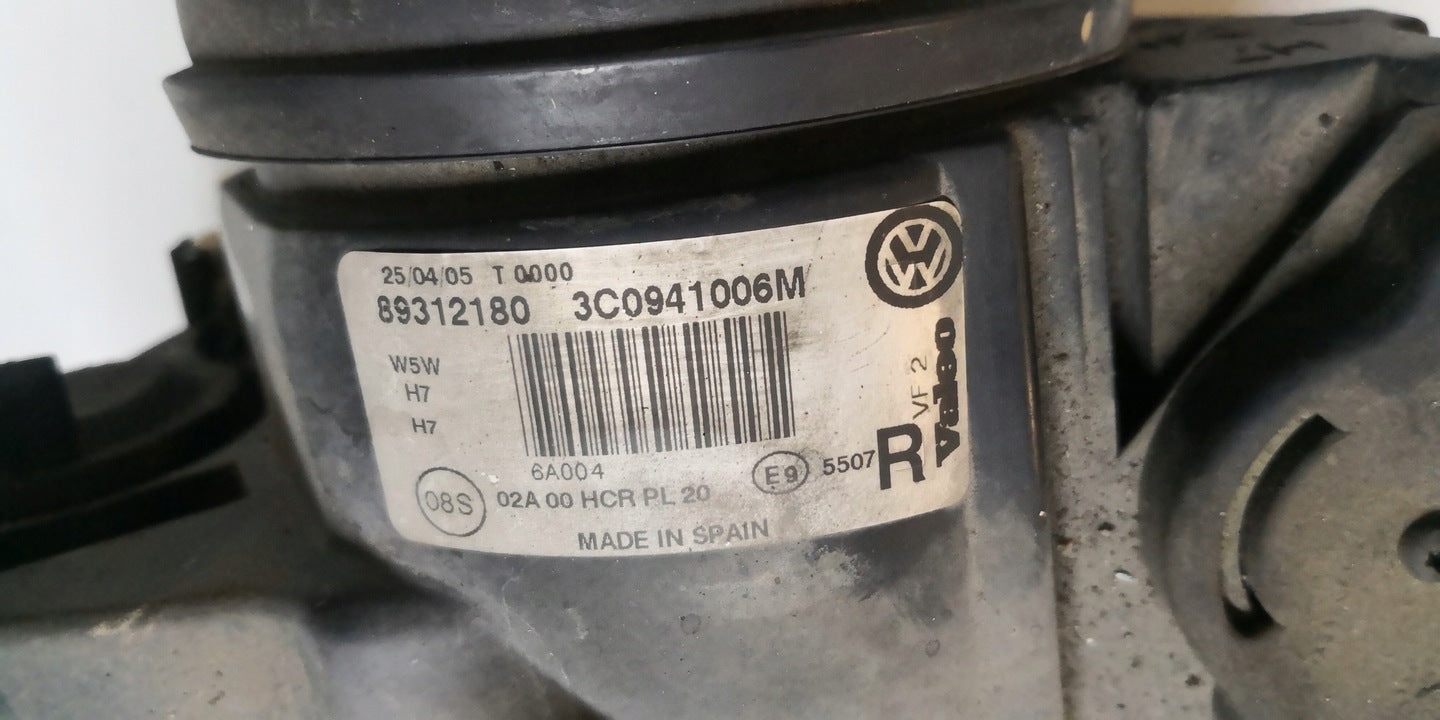 25/04/05 T 0000
89312180 3C0941006M
W5W
H7
H7
6A004
08S
02A 00 HCR PL 20
E9 5507
R
VF 2
Valeo
MADE IN SPAIN